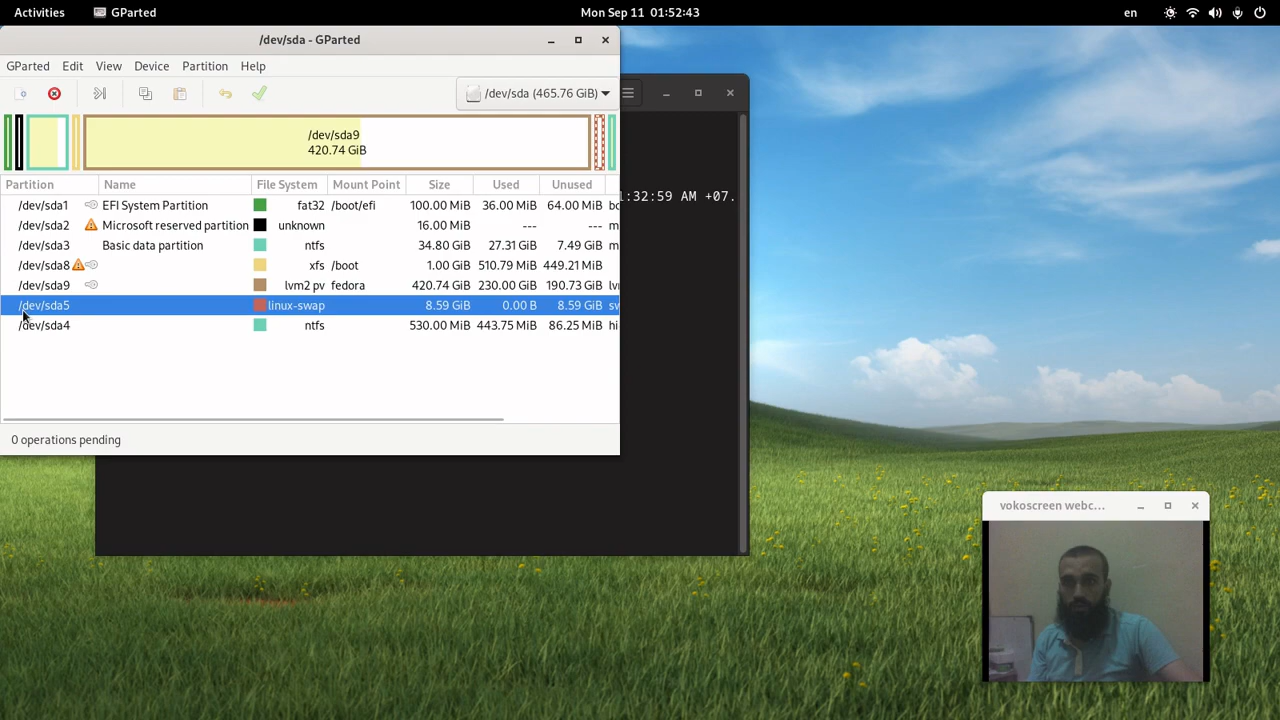 Activities GParted Mon Sep 11 01:52:43 en
/dev/sda - GParted
GParted Edit View Device Partition Help
/dev/sda (465.76 GiB)
/dev/sda9
420.74 GiB
Partition Name File System Mount Point Size Used Unused
/dev/sda1 EFI System Partition fat32 /boot/efi 100.00 MiB 36.00 MiB 64.00 MiB bo
/dev/sda2 Microsoft reserved partition unknown 16.00 MiB --- --- m
/dev/sda3 Basic data partition ntfs 34.80 GiB 27.31 GiB 7.49 GiB m
/dev/sda8 xfs /boot 1.00 GiB 510.79 MiB 449.21 MiB
/dev/sda9 lvm2 pv fedora 420.74 GiB 230.00 GiB 190.73 GiB lv
/dev/sda5 linux-swap 8.59 GiB 0.00 B 8.59 GiB sw
/dev/sda4 ntfs 530.00 MiB 443.75 MiB 86.25 MiB hi
0 operations pending
:32:59 AM +07.
vokoscreen webc...